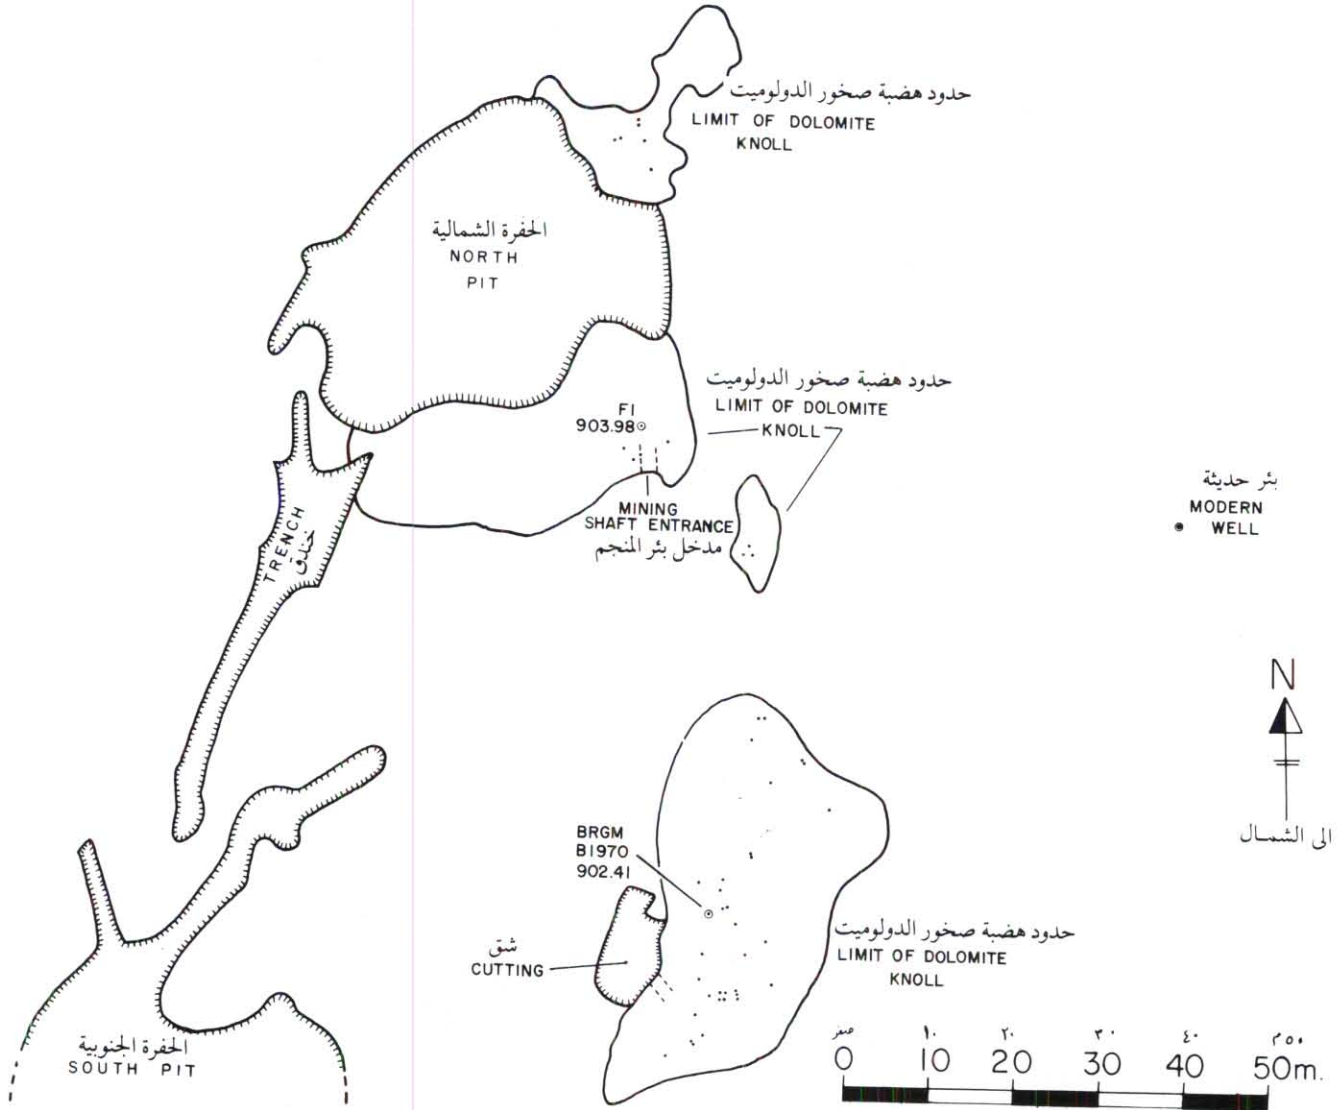 حدود هضبة صخور الدولوميت
LIMIT OF DOLOMITE
KNOLL
الحفرة الشمالية
NORTH
PIT
حدود هضبة صخور الدولوميت
LIMIT OF DOLOMITE
KNOLL
F1
903.98
MINING
SHAFT ENTRANCE
مدخل بئر المنجم
بئر حديثة
MODERN
WELL
TRENCH
خندق
N
الى الشمـال
BRGM
B1970
902.41
شق
CUTTING
حدود هضبة صخور الدولوميت
LIMIT OF DOLOMITE
KNOLL
الحفرة الجنوبية
SOUTH PIT
صفر ١٠ ٢٠ ٣٠ ٤٠ ٥٠م
0 10 20 30 40 50m.